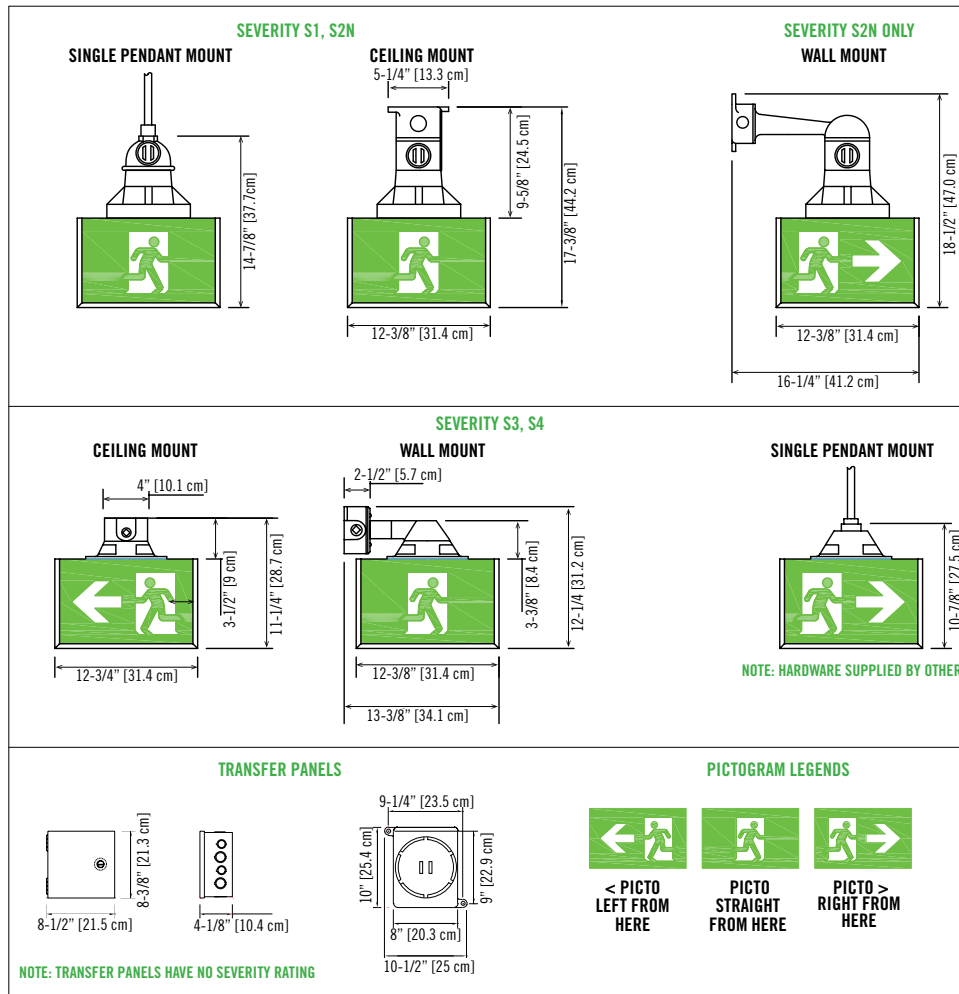 SEVERITY S1, S2N
SINGLE PENDANT MOUNT
14-7/8” [37.7cm]
CEILING MOUNT
5-1/4” [13.3 cm]
9-5/8” [24.5 cm]
17-3/8” [44.2 cm]
12-3/8” [31.4 cm]
SEVERITY S2N ONLY
WALL MOUNT
18-1/2” [47.0 cm]
12-3/8” [31.4 cm]
16-1/4” [41.2 cm]
SEVERITY S3, S4
CEILING MOUNT
4” [10.1 cm]
3-1/2” [9 cm]
11-1/4” [28.7 cm]
12-3/4” [31.4 cm]
WALL MOUNT
2-1/2” [5.7 cm]
3-3/8” [8.4 cm]
12-1/4 [31.2 cm]
12-3/8” [31.4 cm]
13-3/8” [34.1 cm]
SINGLE PENDANT MOUNT
10-7/8” [27.5 cm]
NOTE: HARDWARE SUPPLIED BY OTHER
TRANSFER PANELS
8-3/8” [21.3 cm]
8-1/2” [21.5 cm]
4-1/8” [10.4 cm]
9-1/4” [23.5 cm]
10” [25.4 cm]
9” [22.9 cm]
8” [20.3 cm]
10-1/2” [25 cm]
NOTE: TRANSFER PANELS HAVE NO SEVERITY RATING
PICTOGRAM LEGENDS
< PICTO
LEFT FROM
HERE
PICTO
STRAIGHT
FROM HERE
PICTO >
RIGHT FROM
HERE